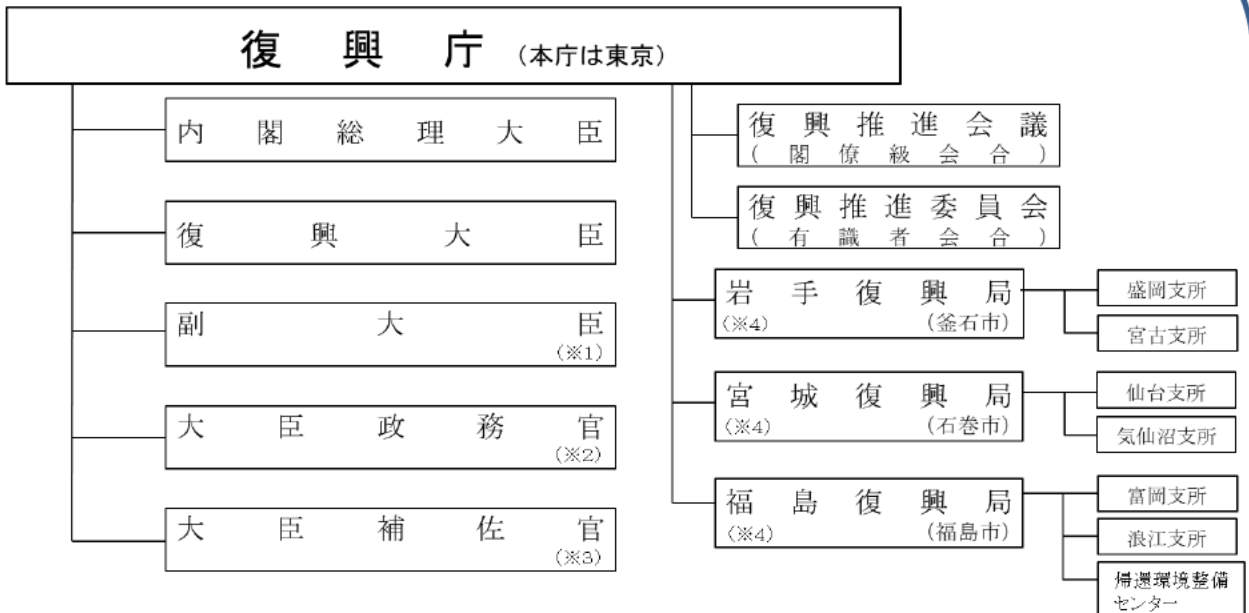 復興庁 (本庁は東京)
内閣総理大臣
復興大臣
副大臣
(※1)
大臣政務官
(※2)
大臣補佐官
(※3)
復興推進会議
(閣僚級会合)
復興推進委員会
(有識者会合)
岩手復興局
(※4) (釜石市)
盛岡支所
宮古支所
宮城復興局
(※4) (石巻市)
仙台支所
気仙沼支所
福島復興局
(※4) (福島市)
富岡支所
浪江支所
帰還環境整備
センター